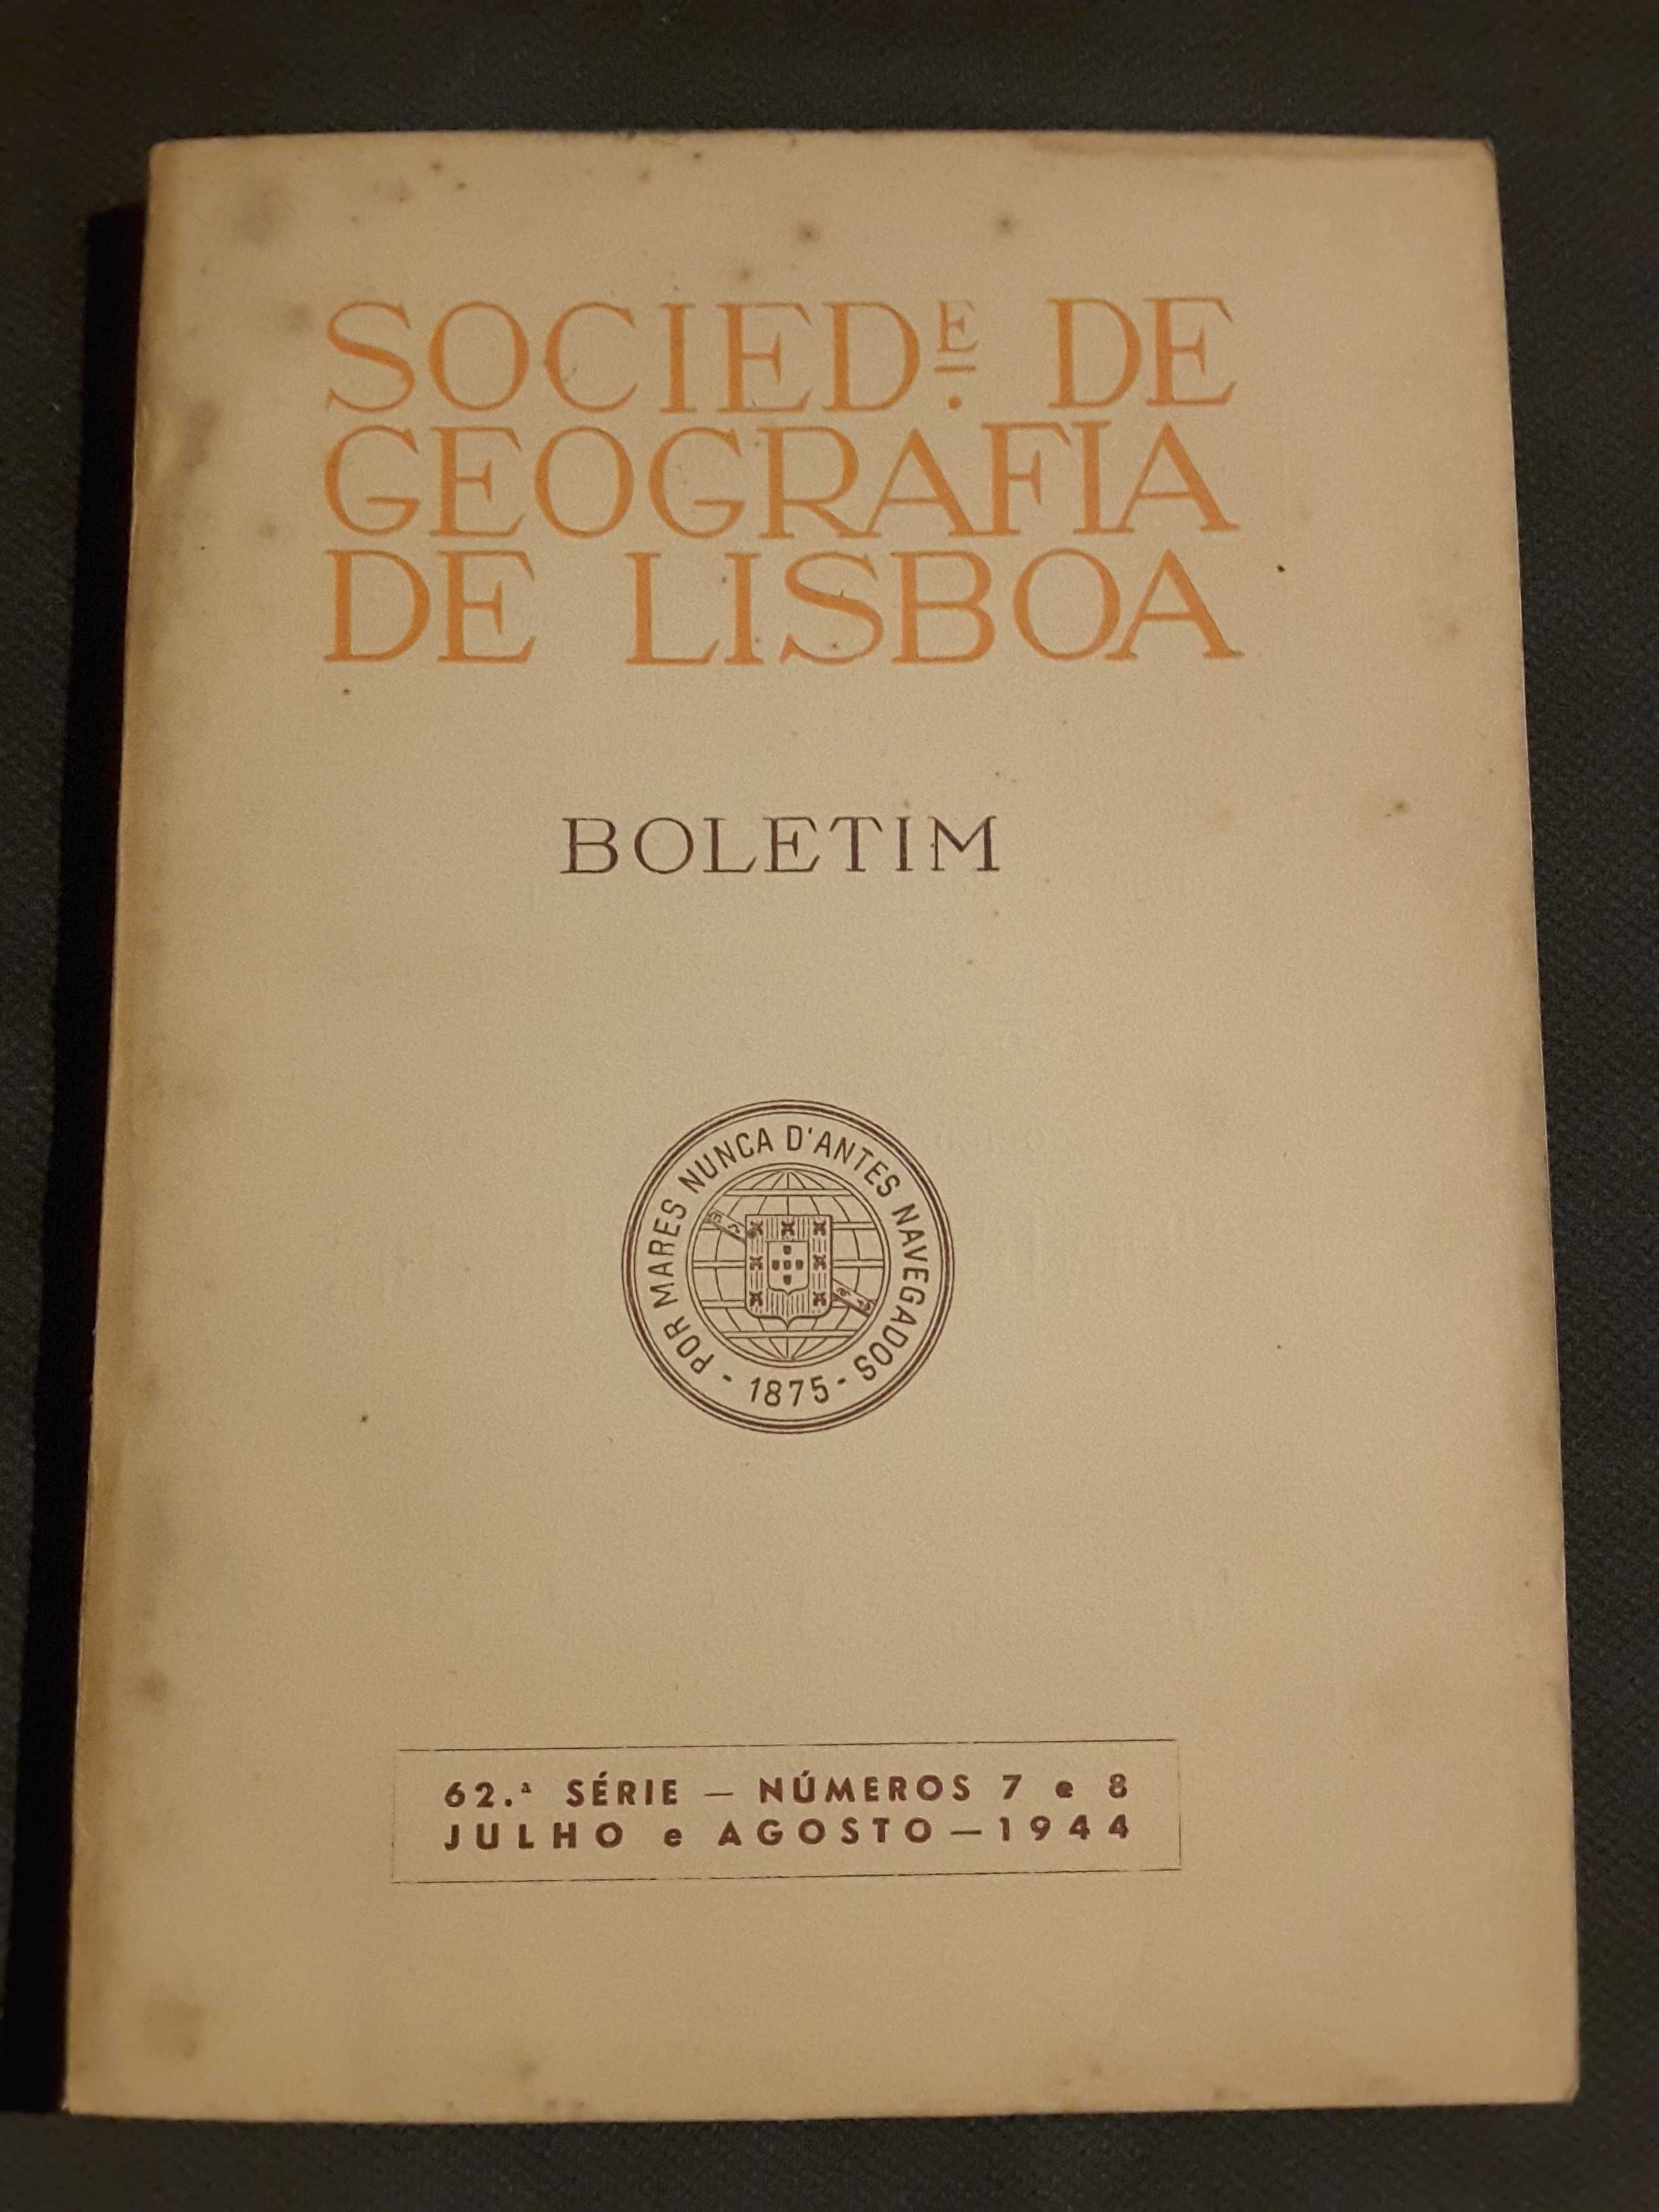 SOCIED.E DE
GEOGRAFIA
DE LISBOA
BOLETIM
POR MARES NUNCA D'ANTES NAVEGADOS
- 1875 -
62.ª SÉRIE — NÚMEROS 7 e 8
JULHO e AGOSTO — 1944